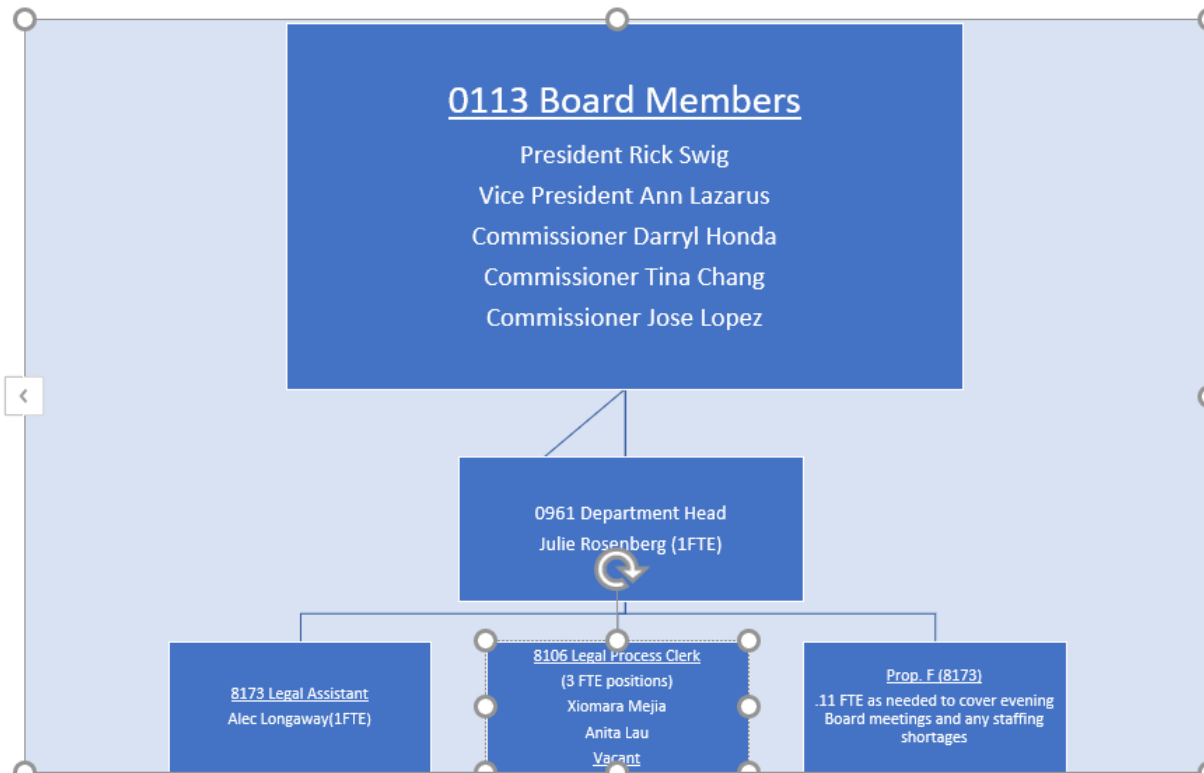 0113 Board Members
President Rick Swig
Vice President Ann Lazarus
Commissioner Darryl Honda
Commissioner Tina Chang
Commissioner Jose Lopez
0961 Department Head
Julie Rosenberg (1FTE)
8173 Legal Assistant
Alec Longaway(1FTE)
8106 Legal Process Clerk
(3 FTE positions)
Xiomara Mejia
Anita Lau
Vacant
Prop. F (8173)
.11 FTE as needed to cover evening
Board meetings and any staffing
shortages